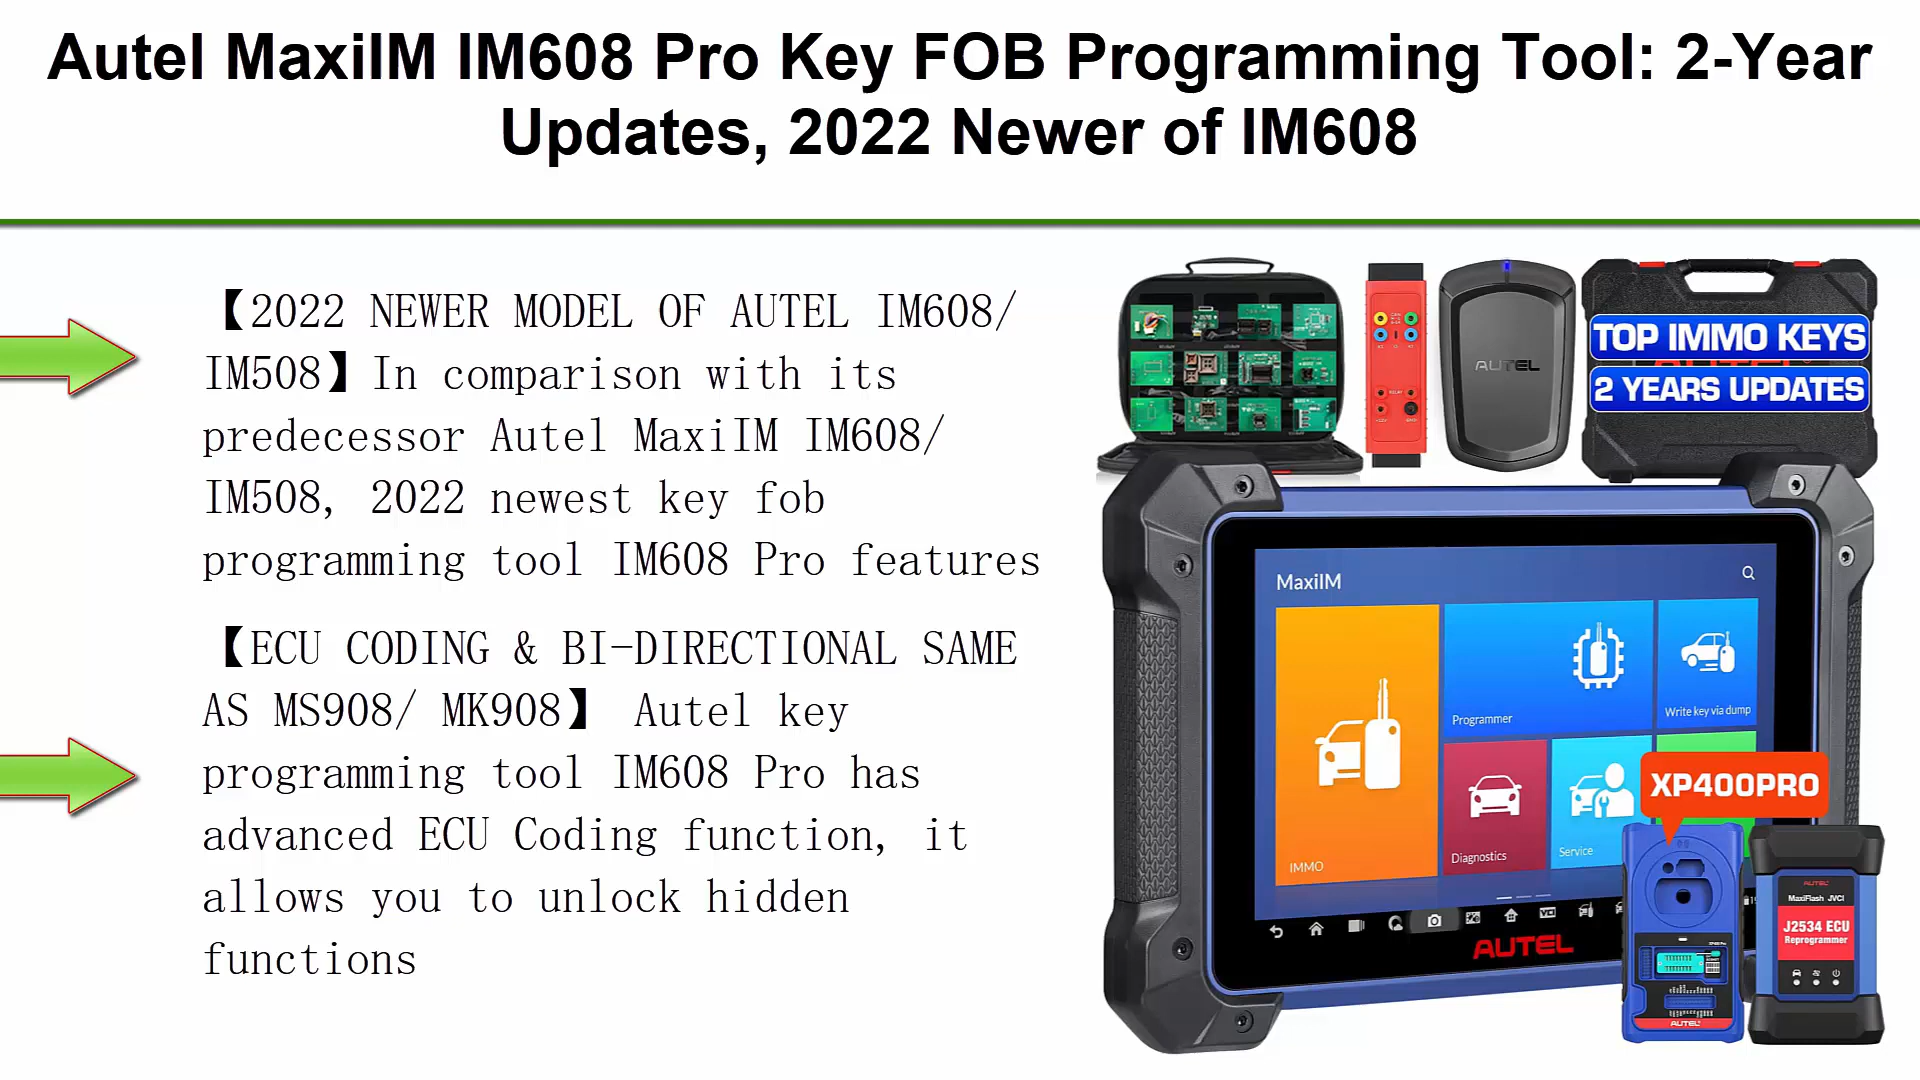 Autel MaxiIM IM608 Pro Key FOB Programming Tool: 2-Year
Updates, 2022 Newer of IM608
【2022 NEWER MODEL OF AUTEL IM608/
IM508】In comparison with its
predecessor Autel MaxiIM IM608/
IM508, 2022 newest key fob
programming tool IM608 Pro features
【ECU CODING & BI-DIRECTIONAL SAME
AS MS908/ MK908】 Autel key
programming tool IM608 Pro has
advanced ECU Coding function, it
allows you to unlock hidden
functions
AUTEL
TOP IMMO KEYS
2 YEARS UPDATES
MaxiIM
Programmer
Write key via dump
IMMO
Diagnostics
Service
XP400PRO
VCI
AUTEL
AUTEL
AUTEL
MaxiFlash JVCI
J2534 ECU
Reprogrammer